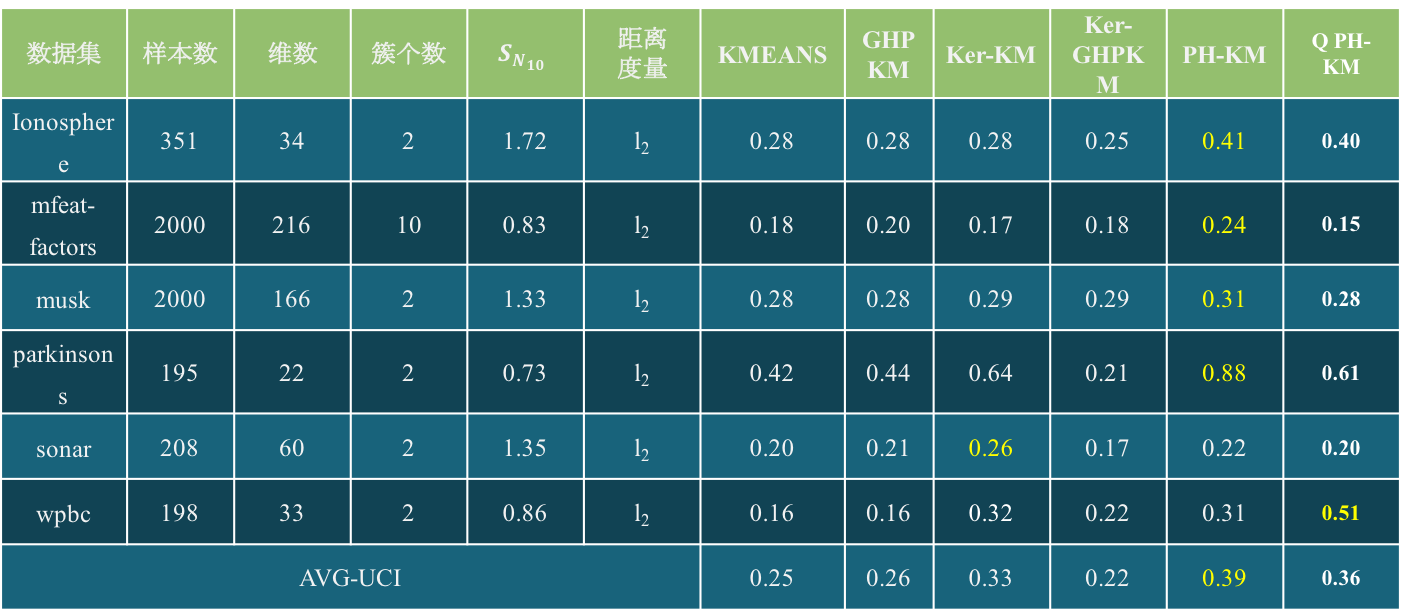 数据集 样本数 维数 簇个数 S_{N_{10}} 距离度量 KMEANS GHPKM Ker-KM Ker-GHPKM PH-KM Q PH-KM
Ionosphere 351 34 2 1.72 l₂ 0.28 0.28 0.28 0.25 0.41 0.40
mfeat-factors 2000 216 10 0.83 l₂ 0.18 0.20 0.17 0.18 0.24 0.15
musk 2000 166 2 1.33 l₂ 0.28 0.28 0.29 0.29 0.31 0.28
parkinsons 195 22 2 0.73 l₂ 0.42 0.44 0.64 0.21 0.88 0.61
sonar 208 60 2 1.35 l₂ 0.20 0.21 0.26 0.17 0.22 0.20
wpbc 198 33 2 0.86 l₂ 0.16 0.16 0.32 0.22 0.31 0.51
AVG-UCI 0.25 0.26 0.33 0.22 0.39 0.36